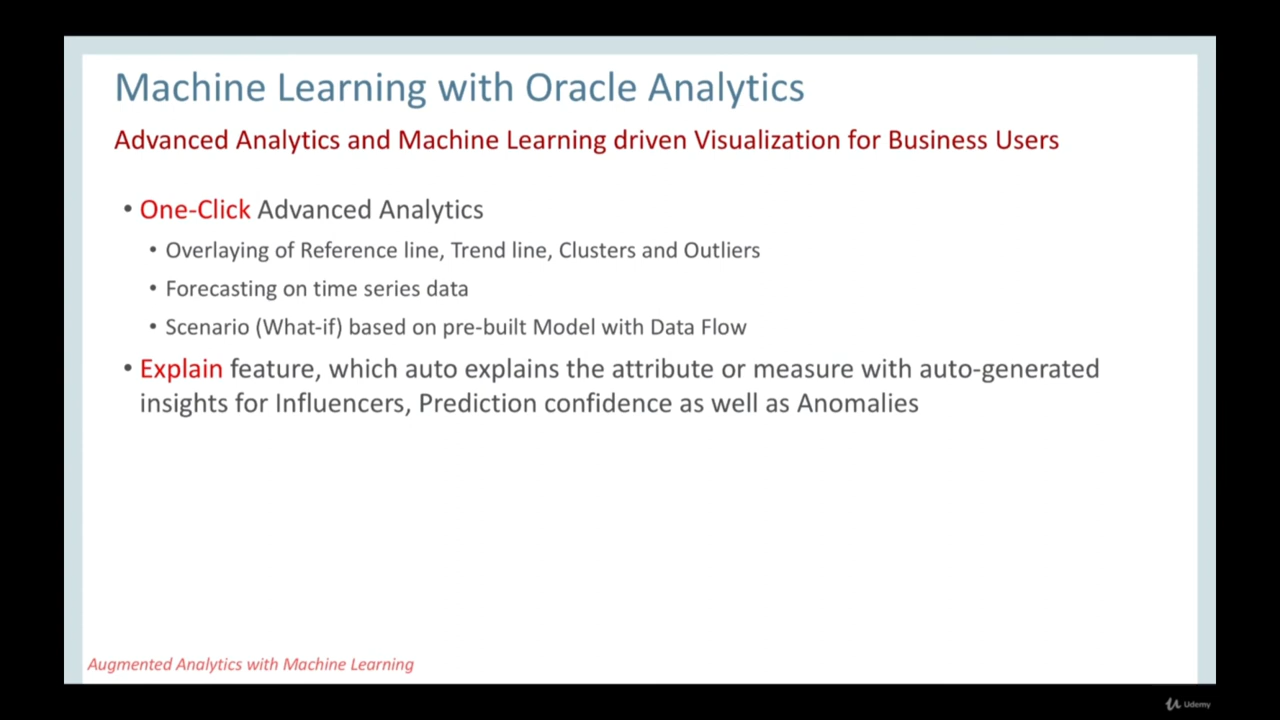 Machine Learning with Oracle Analytics
Advanced Analytics and Machine Learning driven Visualization for Business Users
• One-Click Advanced Analytics
• Overlaying of Reference line, Trend line, Clusters and Outliers
• Forecasting on time series data
• Scenario (What-if) based on pre-built Model with Data Flow
• Explain feature, which auto explains the attribute or measure with auto-generated
insights for Influencers, Prediction confidence as well as Anomalies
Augmented Analytics with Machine Learning
Udemy